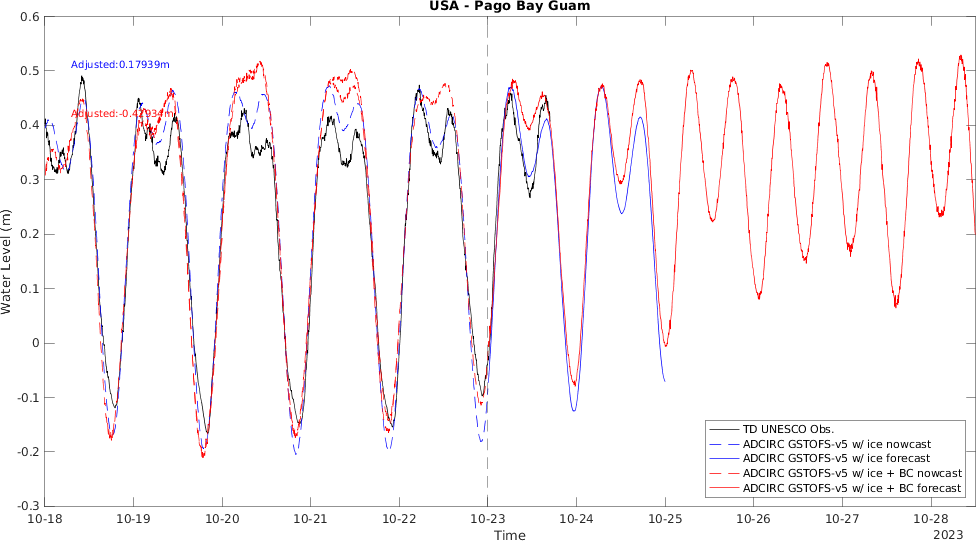 USA - Pago Bay Guam
0.6
0.5
0.4
0.3
0.2
0.1
0
-0.1
-0.2
-0.3
Water Level (m)
Adjusted:0.17939m
Adjusted:-0.42934m
TD UNESCO Obs.
ADCIRC GSTOFS-v5 w/ ice nowcast
ADCIRC GSTOFS-v5 w/ ice forecast
ADCIRC GSTOFS-v5 w/ ice + BC nowcast
ADCIRC GSTOFS-v5 w/ ice + BC forecast
10-18 10-19 10-20 10-21 10-22 10-23 10-24 10-25 10-26 10-27 10-28
Time
2023